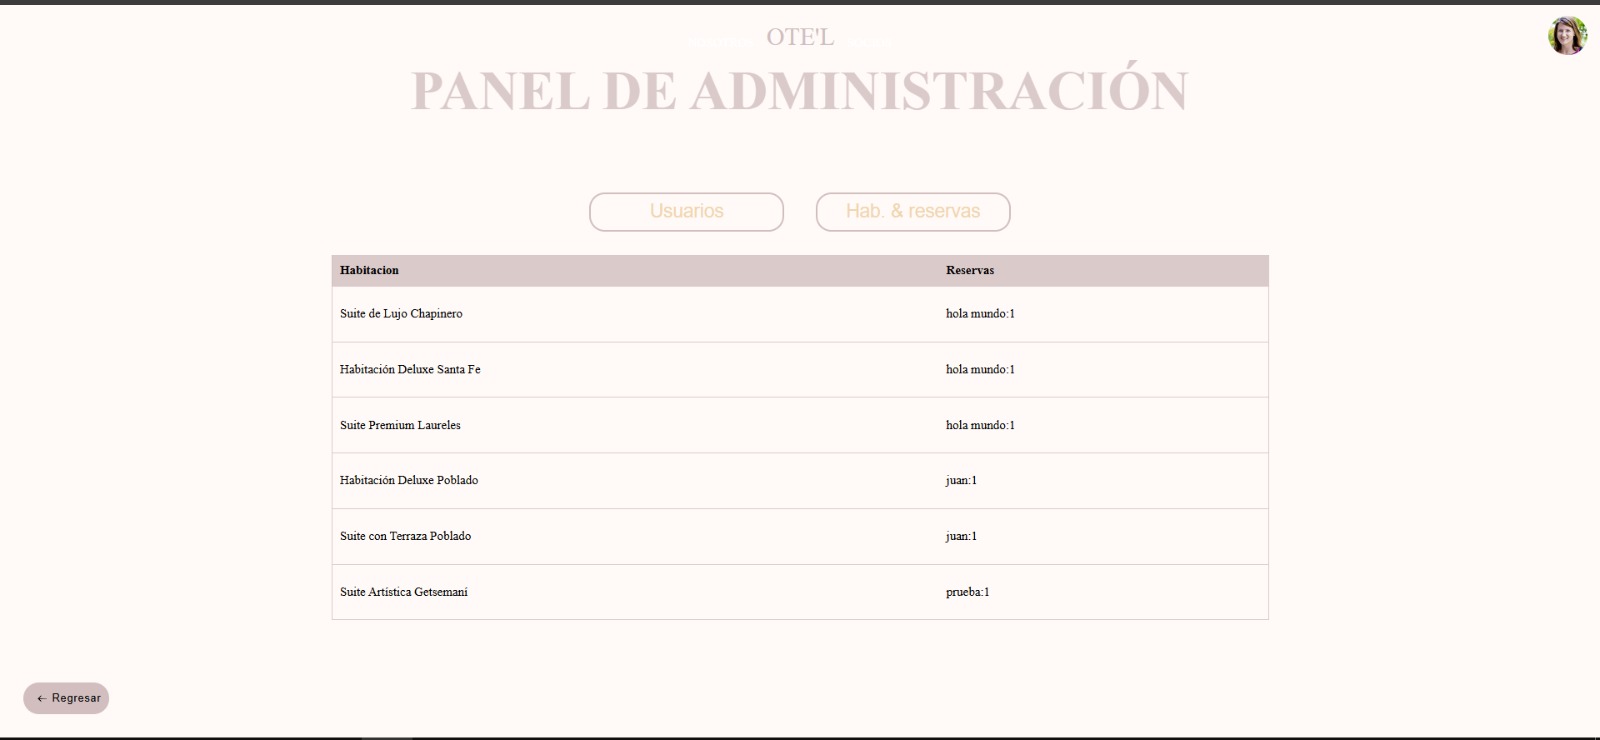 OTE'L
PANEL DE ADMINISTRACIÓN
Usuarios
Hab. & reservas
Habitacion Reservas
Suite de Lujo Chapinero hola mundo:1
Habitación Deluxe Santa Fe hola mundo:1
Suite Premium Laureles hola mundo:1
Habitación Deluxe Poblado juan:1
Suite con Terraza Poblado juan:1
Suite Artística Getsemaní prueba:1
← Regresar